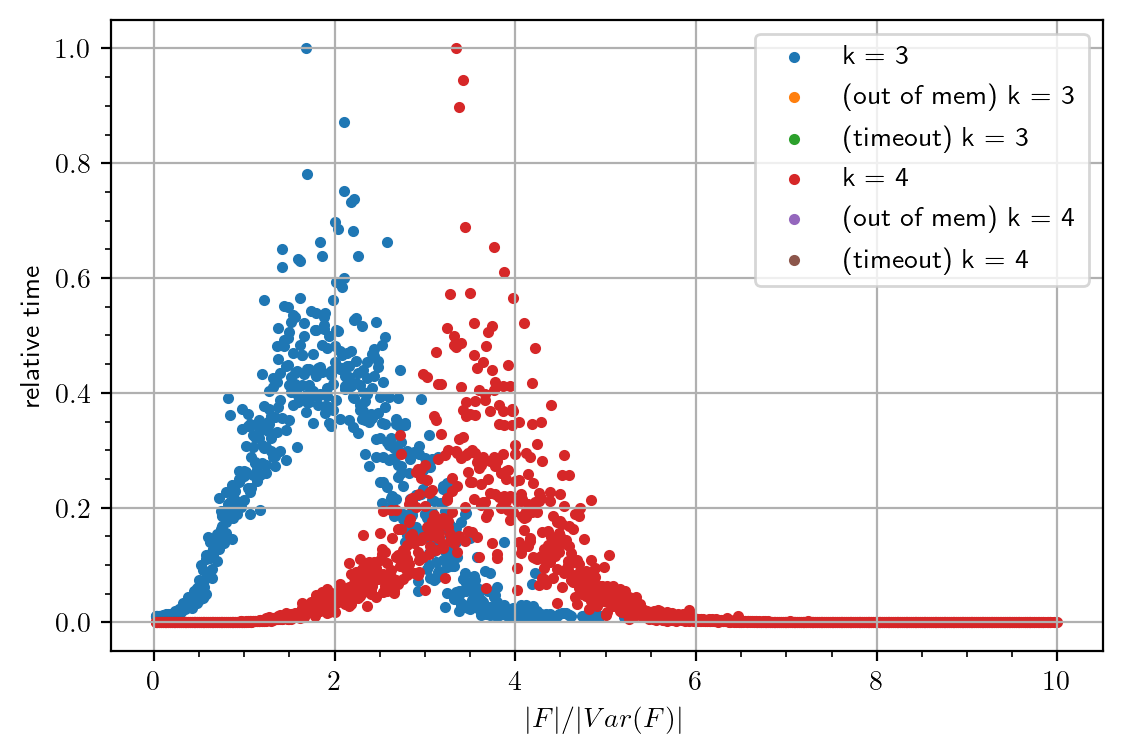 1.0
0.8
0.6
0.4
0.2
0.0
relative time
0 2 4 6 8 10
|F|/|Var(F)|
k = 3
(out of mem) k = 3
(timeout) k = 3
k = 4
(out of mem) k = 4
(timeout) k = 4